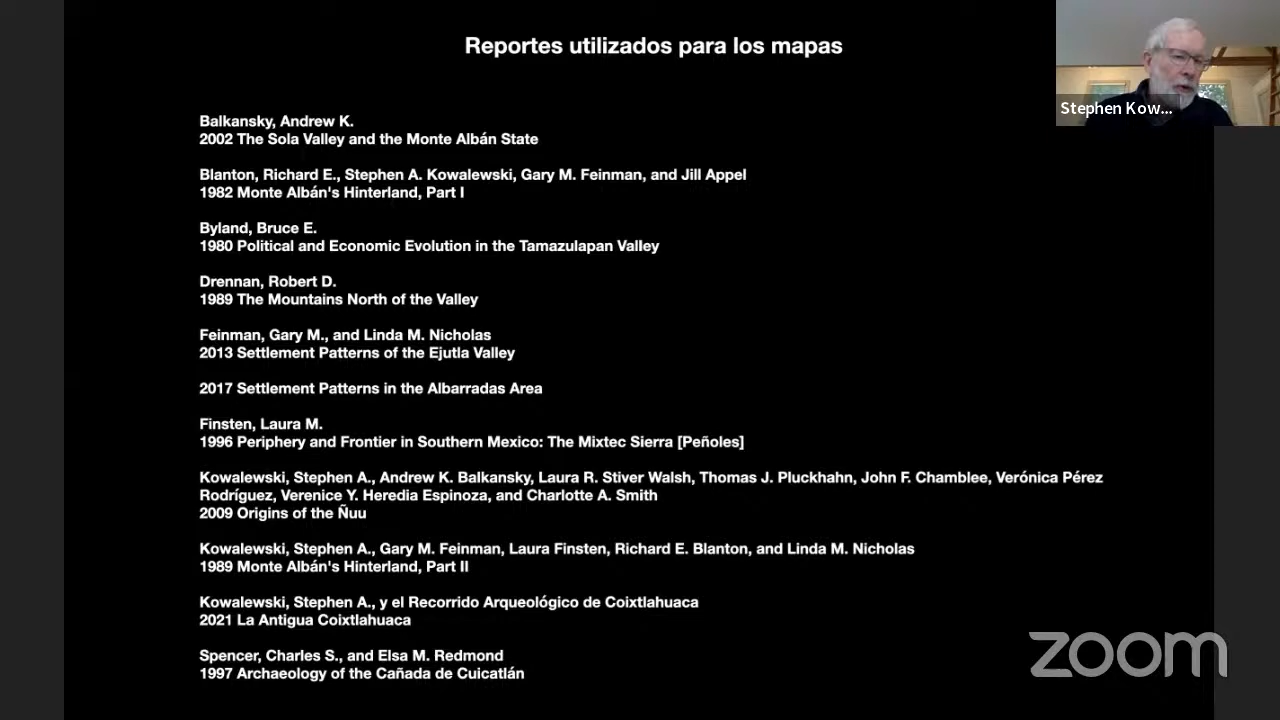 Reportes utilizados para los mapas
Stephen Kow...
Balkansky, Andrew K.
2002 The Sola Valley and the Monte Albán State
Blanton, Richard E., Stephen A. Kowalewski, Gary M. Feinman, and Jill Appel
1982 Monte Albán's Hinterland, Part I
Byland, Bruce E.
1980 Political and Economic Evolution in the Tamazulapan Valley
Drennan, Robert D.
1989 The Mountains North of the Valley
Feinman, Gary M., and Linda M. Nicholas
2013 Settlement Patterns of the Ejutla Valley
2017 Settlement Patterns in the Albarradas Area
Finsten, Laura M.
1996 Periphery and Frontier in Southern Mexico: The Mixtec Sierra [Peñoles]
Kowalewski, Stephen A., Andrew K. Balkansky, Laura R. Stiver Walsh, Thomas J. Pluckhahn, John F. Chamblee, Verónica Pérez
Rodríguez, Verenice Y. Heredia Espinoza, and Charlotte A. Smith
2009 Origins of the Ñuu
Kowalewski, Stephen A., Gary M. Feinman, Laura Finsten, Richard E. Blanton, and Linda M. Nicholas
1989 Monte Albán's Hinterland, Part II
Kowalewski, Stephen A., y el Recorrido Arqueológico de Coixtlahuaca
2021 La Antigua Coixtlahuaca
Spencer, Charles S., and Elsa M. Redmond
1997 Archaeology of the Cañada de Cuicatlán
zoom